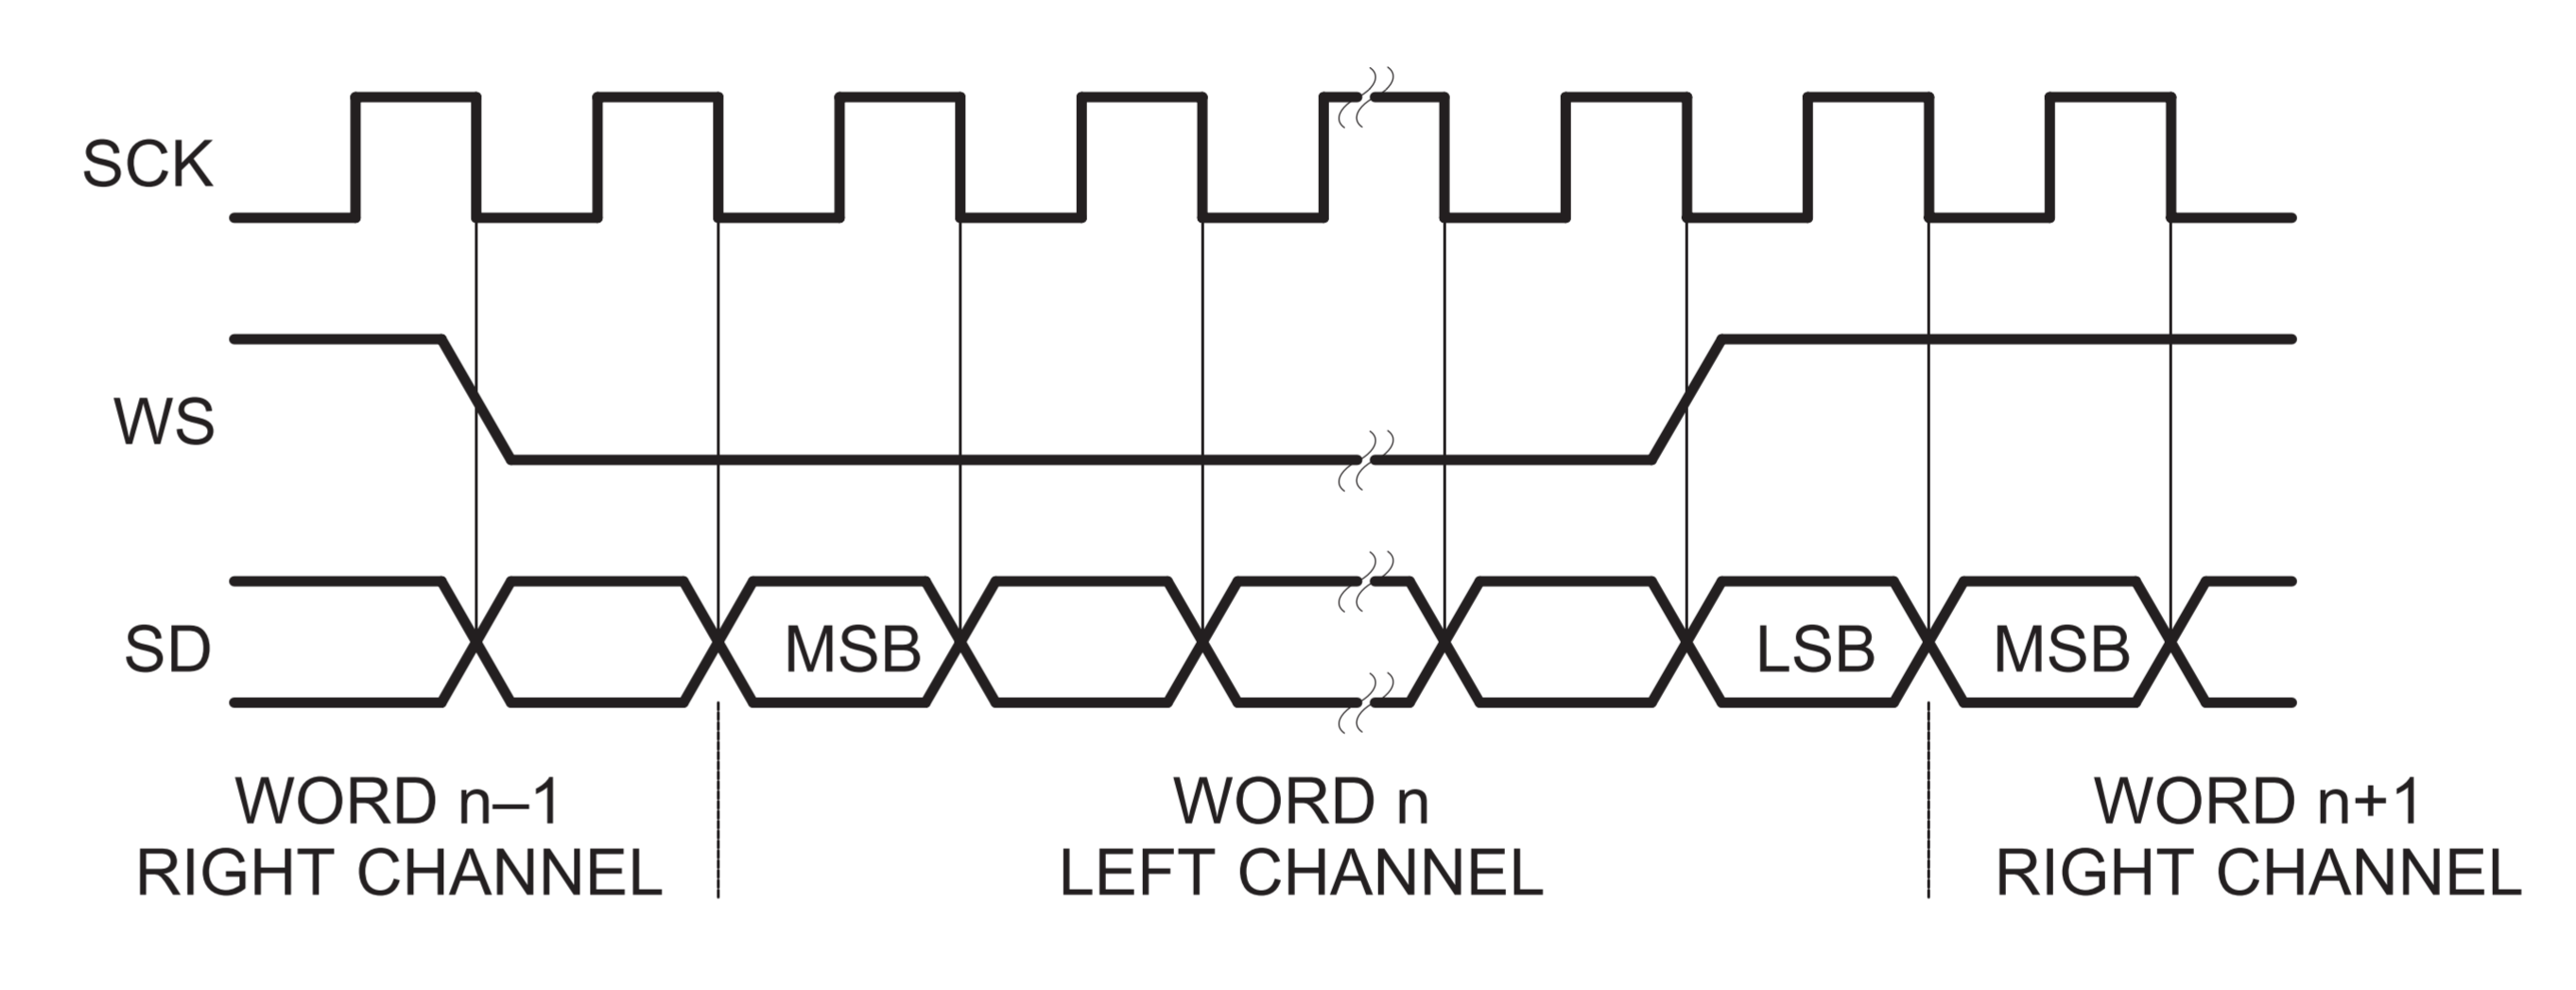 SCK
WS
SD
MSB
LSB
MSB
WORD n–1
RIGHT CHANNEL
WORD n
LEFT CHANNEL
WORD n+1
RIGHT CHANNEL